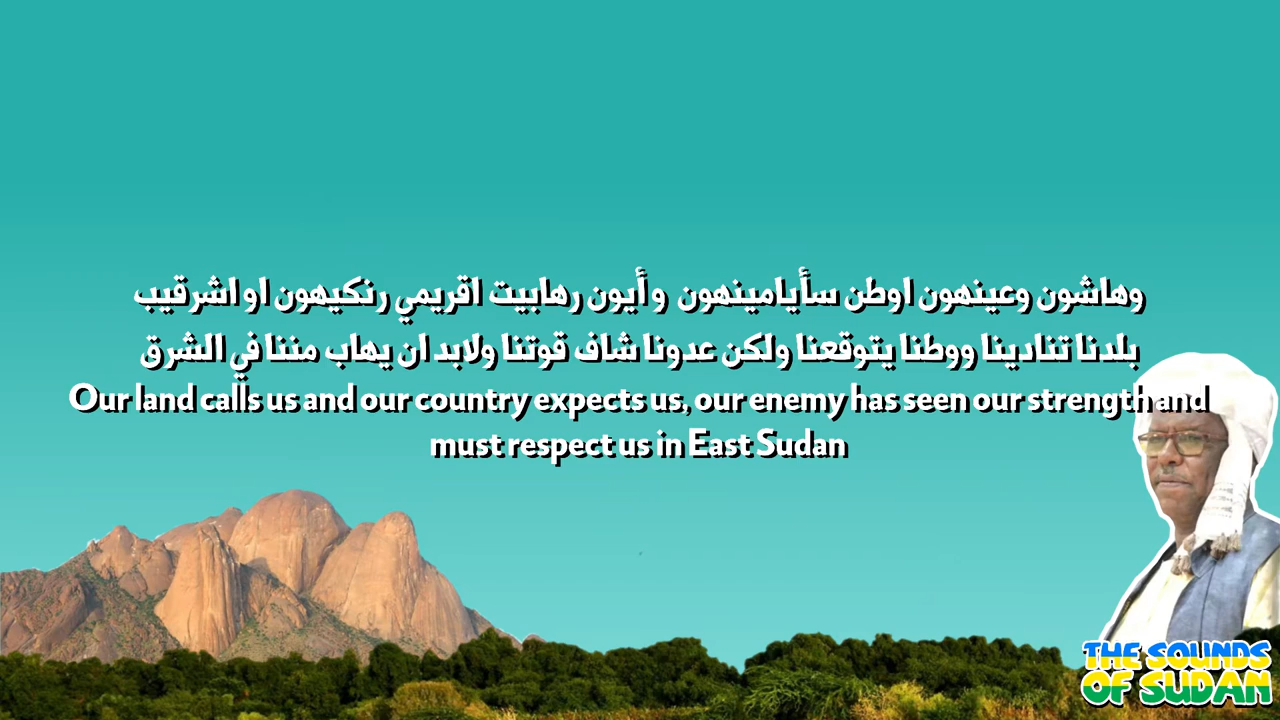 وهاشون وعينهون اوطن سأيامينهون و أيون رهابيت اقريمي رنكيهون او اشرقيب
بلدنا تنادينا ووطنا يتوقعنا ولكن عدونا شاف قوتنا ولابد ان يهاب مننا في الشرق
Our land calls us and our country expects us, our enemy has seen our strength and
must respect us in East Sudan
THE SOUNDS
OF SUDAN